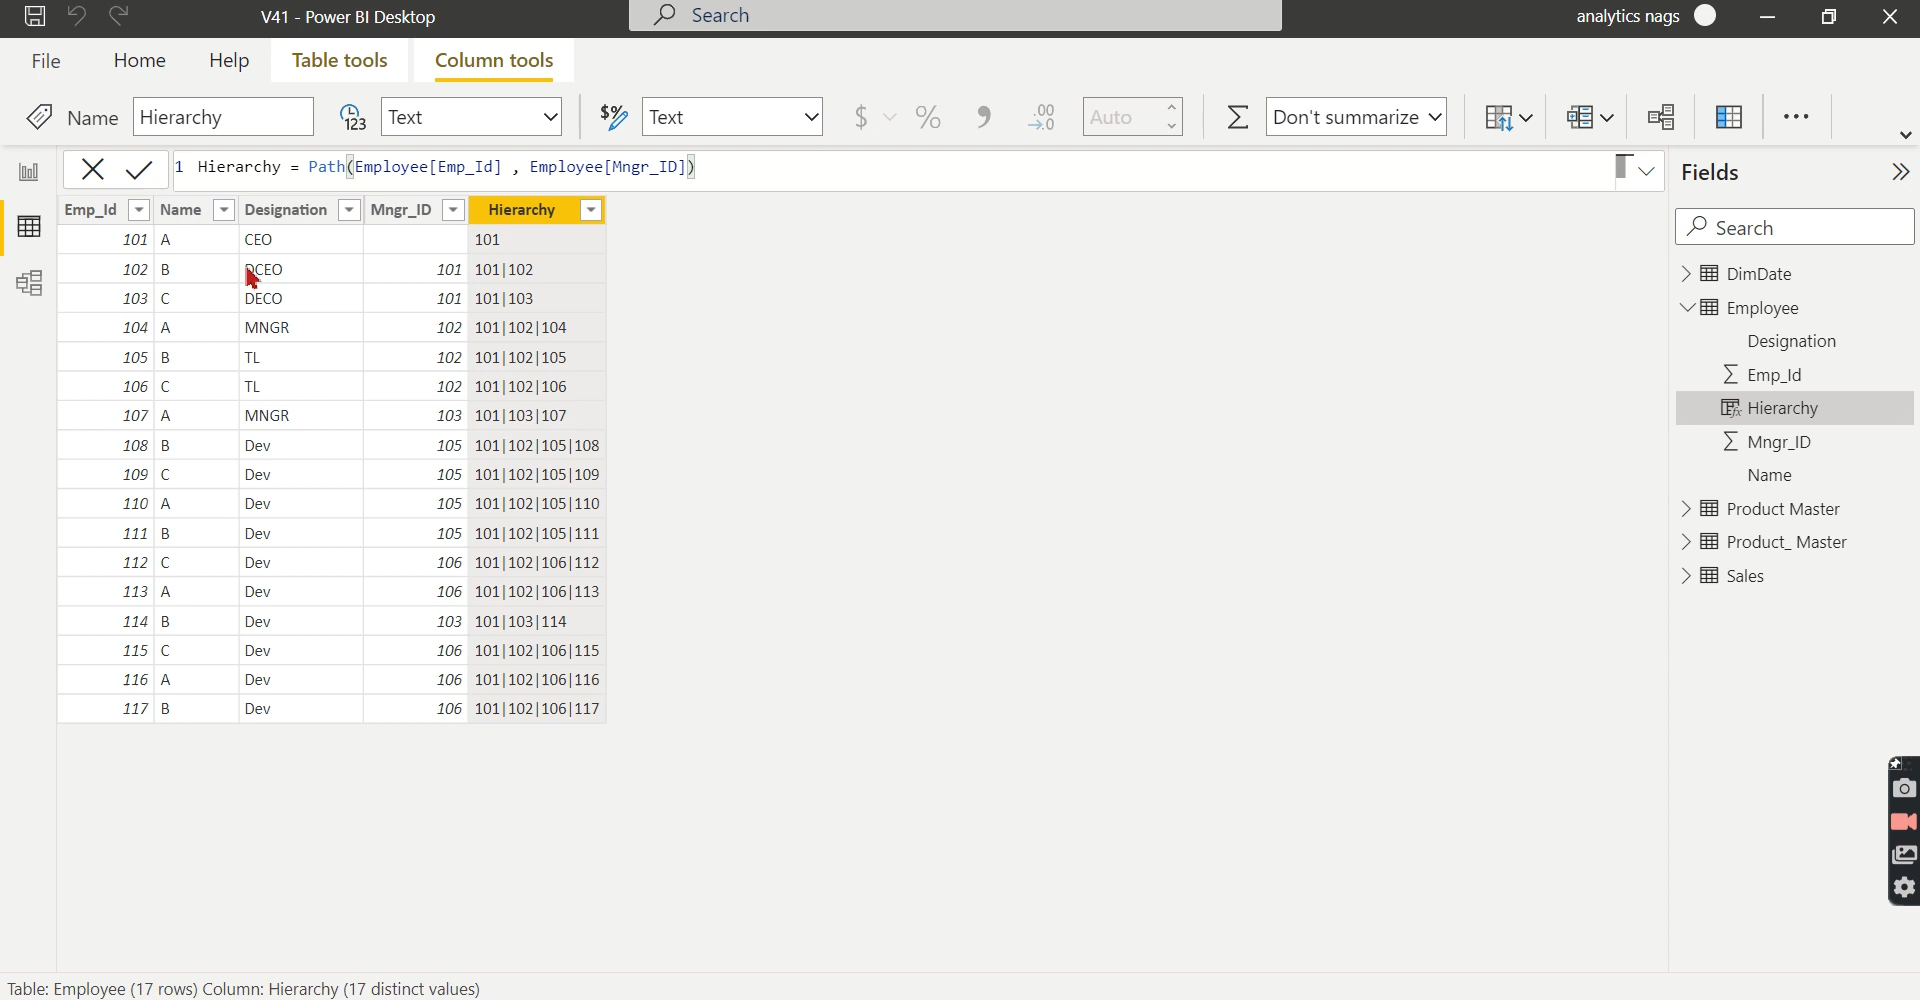 V41 - Power BI Desktop
Search
analytics nags
File Home Help Table tools Column tools
Name Hierarchy Text $% Text $ % 9 .00 Auto Σ Don't summarize ...
1 Hierarchy = Path(Employee[Emp_Id] , Employee[Mngr_ID])
Emp_Id Name Designation Mngr_ID Hierarchy
101 A CEO 101
102 B DCEO 101 101|102
103 C DECO 101 101|103
104 A MNGR 102 101|102|104
105 B TL 102 101|102|105
106 C TL 102 101|102|106
107 A MNGR 103 101|103|107
108 B Dev 105 101|102|105|108
109 C Dev 105 101|102|105|109
110 A Dev 105 101|102|105|110
111 B Dev 105 101|102|105|111
112 C Dev 106 101|102|106|112
113 A Dev 106 101|102|106|113
114 B Dev 103 101|103|114
115 C Dev 106 101|102|106|115
116 A Dev 106 101|102|106|116
117 B Dev 106 101|102|106|117
Fields
Search
DimDate
Employee
Designation
Σ Emp_Id
Hierarchy
Σ Mngr_ID
Name
Product Master
Product_ Master
Sales
Table: Employee (17 rows) Column: Hierarchy (17 distinct values)